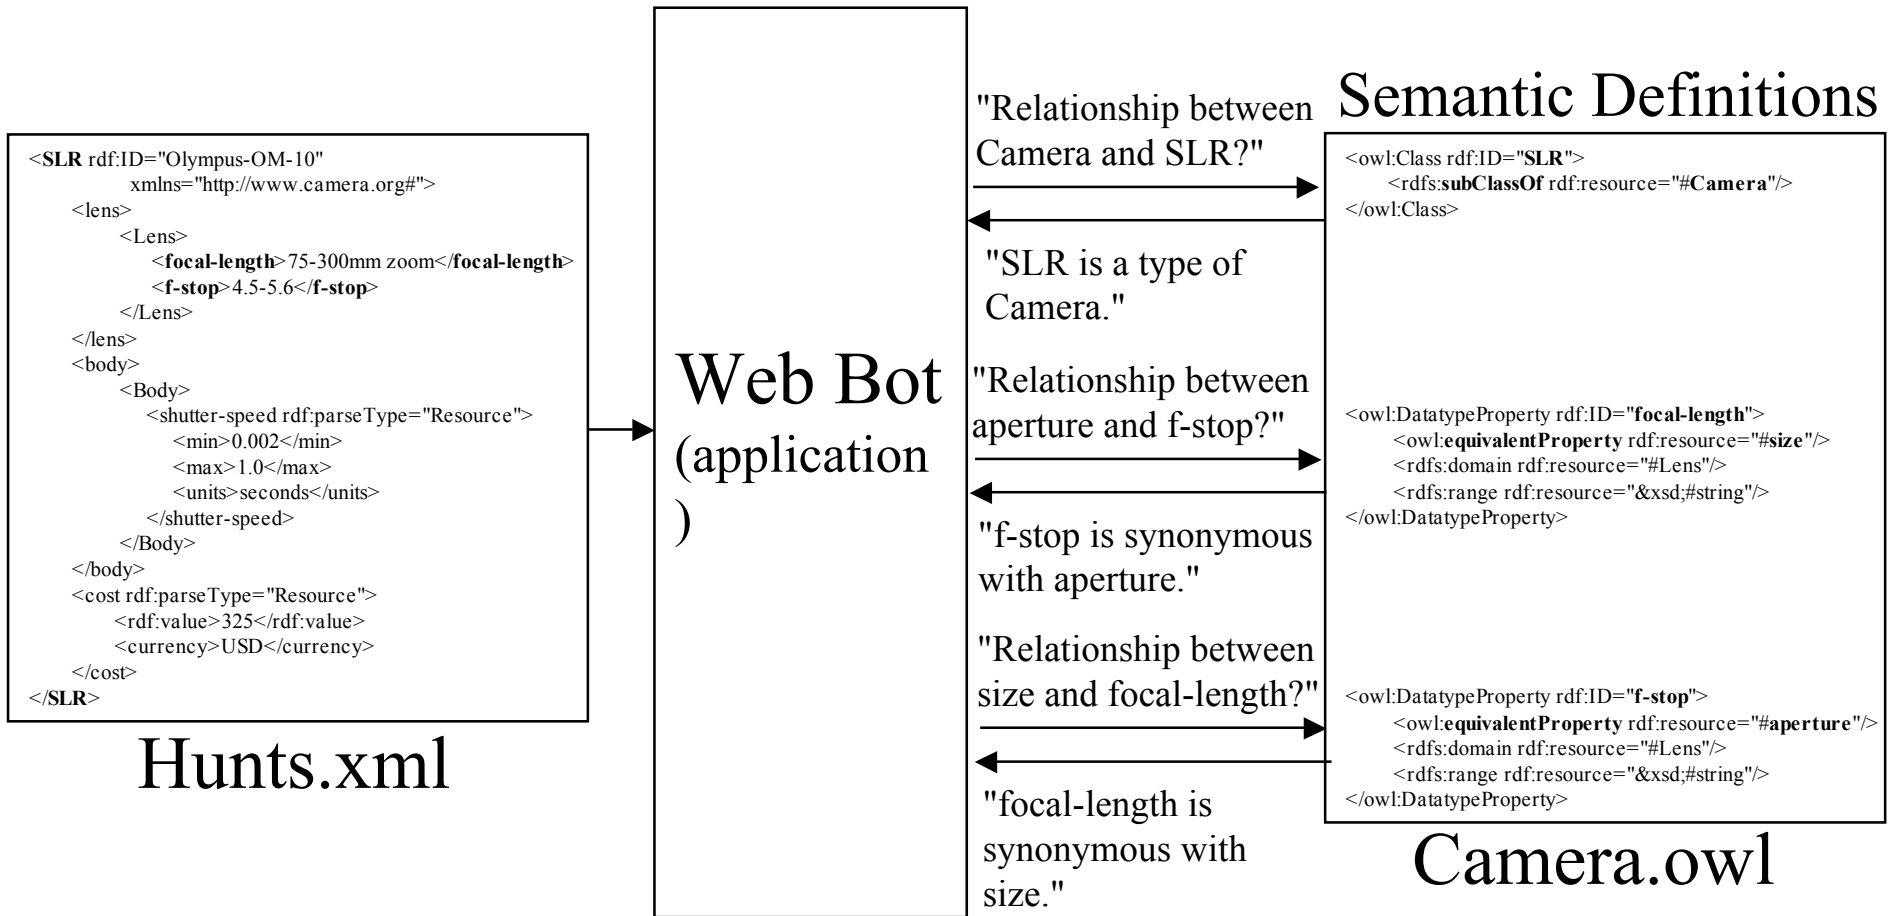 <SLR rdf:ID="Olympus-OM-10"
xmlns="http://www.camera.org#">
<lens>
<Lens>
<focal-length>75-300mm zoom</focal-length>
<f-stop>4.5-5.6</f-stop>
</Lens>
</lens>
<body>
<Body>
<shutter-speed rdf:parseType="Resource">
<min>0.002</min>
<max>1.0</max>
<units>seconds</units>
</shutter-speed>
</Body>
</body>
<cost rdf:parseType="Resource">
<rdf:value>325</rdf:value>
<currency>USD</currency>
</cost>
</SLR>
Hunts.xml
Web Bot
(application
)
"Relationship between
Camera and SLR?"
"SLR is a type of
Camera."
"Relationship between
aperture and f-stop?"
"f-stop is synonymous
with aperture."
"Relationship between
size and focal-length?"
"focal-length is
synonymous with
size."
Semantic Definitions
<owl:Class rdf:ID="SLR">
<rdfs:subClassOf rdf:resource="#Camera"/>
</owl:Class>
<owl:DatatypeProperty rdf:ID="focal-length">
<owl:equivalentProperty rdf:resource="#size"/>
<rdfs:domain rdf:resource="#Lens"/>
<rdfs:range rdf:resource="&xsd;#string"/>
</owl:DatatypeProperty>
<owl:DatatypeProperty rdf:ID="f-stop">
<owl:equivalentProperty rdf:resource="#aperture"/>
<rdfs:domain rdf:resource="#Lens"/>
<rdfs:range rdf:resource="&xsd;#string"/>
</owl:DatatypeProperty>
Camera.owl